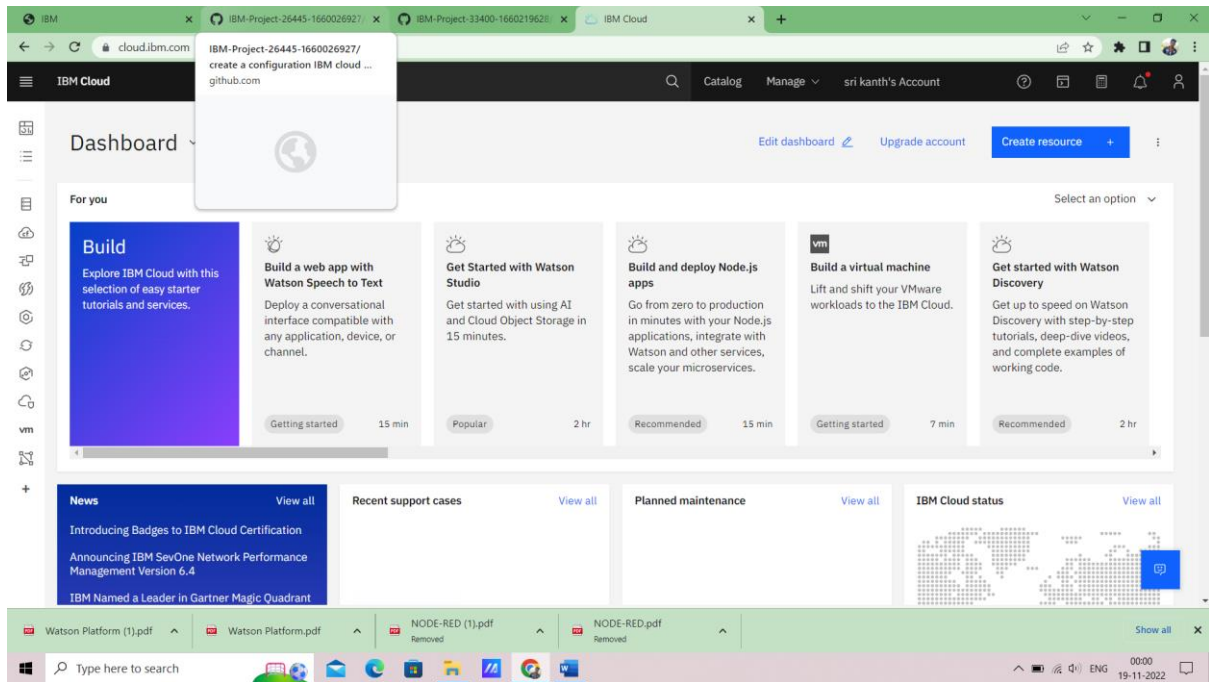 IBM
IBM-Project-26445-1660026927/
IBM-Project-33400-1660219628
IBM Cloud
cloud.ibm.com
IBM-Project-26445-1660026927/
create a configuration IBM cloud ...
github.com
IBM Cloud
Catalog
Manage
sri kanth's Account
Dashboard
Edit dashboard
Upgrade account
Create resource +
For you
Select an option
Build
Explore IBM Cloud with this
selection of easy starter
tutorials and services.
Build a web app with
Watson Speech to Text
Deploy a conversational
interface compatible with
any application, device, or
channel.
Getting started
15 min
Get Started with Watson
Studio
Get started with using AI
and Cloud Object Storage in
15 minutes.
Popular
2 hr
Build and deploy Node.js
apps
Go from zero to production
in minutes with your Node.js
applications, integrate with
Watson and other services,
scale your microservices.
Recommended
15 min
vm
Build a virtual machine
Lift and shift your VMware
workloads to the IBM Cloud.
Getting started
7 min
Get started with Watson
Discovery
Get up to speed on Watson
Discovery with step-by-step
tutorials, deep-dive videos,
and complete examples of
working code.
Recommended
2 hr
vm
News
View all
Introducing Badges to IBM Cloud Certification
Announcing IBM SevOne Network Performance
Management Version 6.4
IBM Named a Leader in Gartner Magic Quadrant
Recent support cases
View all
Planned maintenance
View all
IBM Cloud status
View all
Watson Platform (1).pdf
Watson Platform.pdf
NODE-RED (1).pdf
Removed
NODE-RED.pdf
Removed
Show all
Type here to search
ENG
00:00
19-11-2022